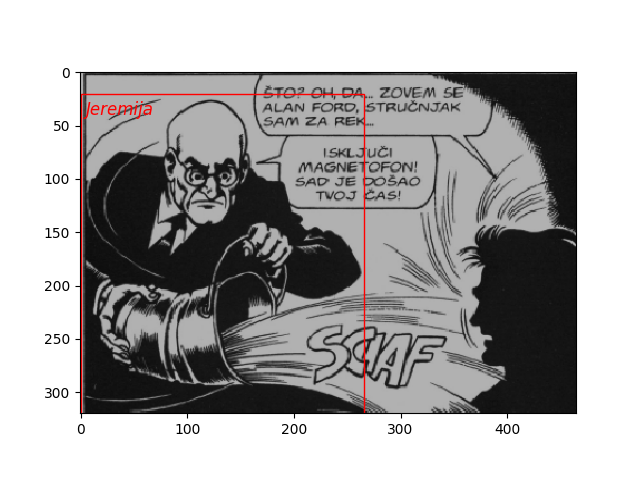 ŠTO? OH, DA... ZOVEM SE
ALAN FORD, STRUČNJAK
SAM ZA REK...
ISKLJUČI
MAGNETOFON!
SAD JE DOŠAO
TVOJ ČAS!
SCIAF
Jeremija
0
50
100
150
200
250
300
0
100
200
300
400